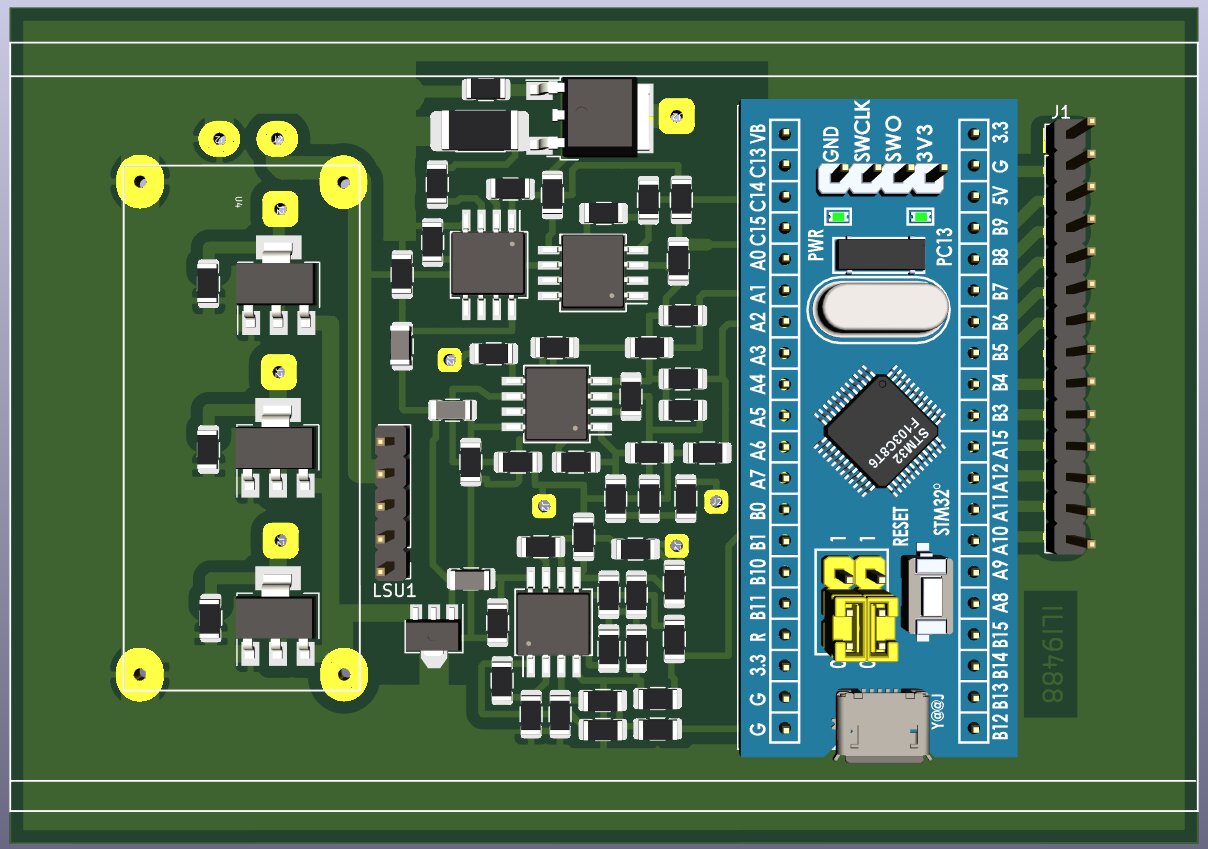 J1
U4
LSU1
ILI9488
GND
SWCLK
SWO
3V3
PWR
PC13
VB
C13
C14
C15
A0
A1
A2
A3
A4
A5
A6
A7
B0
B1
B10
B11
R
3.3
G
G
3.3
G
5V
B9
B8
B7
B6
B5
B4
B3
A15
A12
A11
A10
A9
A8
B15
B14
B13
B12
STM32
F-103C8T6
RESET
STM32°
1 1
0 0
Y@@J